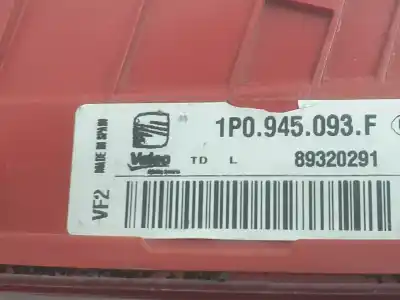 1P0.945.093.F
Valeo TD L 89320291
MADE IN SPAIN
VF2